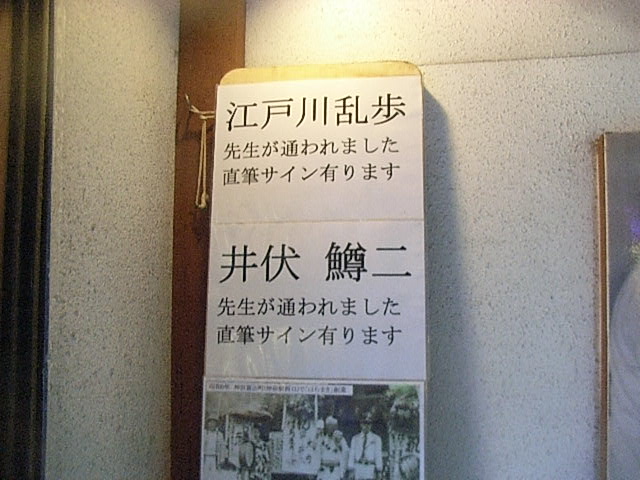 江戸川乱歩
先生が通われました
直筆サイン有ります
井伏 鱒二
先生が通われました
直筆サイン有ります